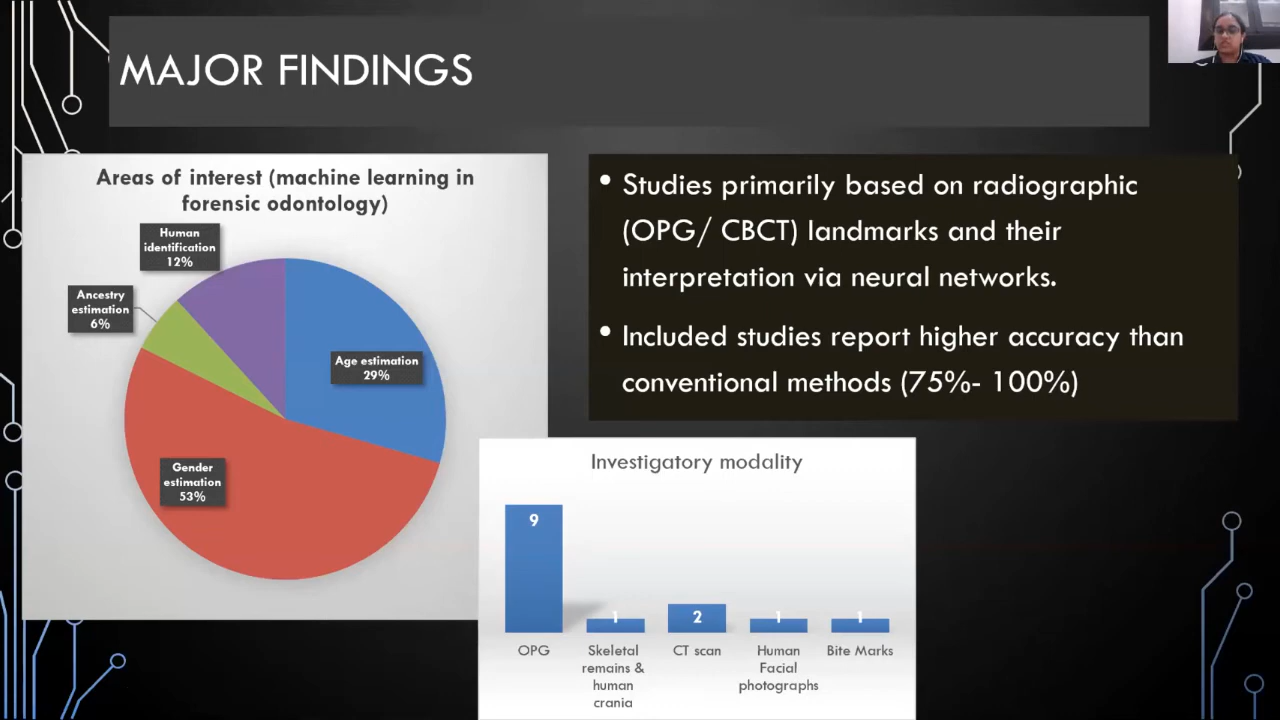 MAJOR FINDINGS
Areas of interest (machine learning in
forensic odontology)
Human
identification
12%
Ancestry
estimation
6%
Age estimation
29%
Gender
estimation
53%
• Studies primarily based on radiographic
(OPG/ CBCT) landmarks and their
interpretation via neural networks.
• Included studies report higher accuracy than
conventional methods (75%- 100%)
Investigatory modality
9
1
2
1
1
OPG
Skeletal
remains &
human
crania
CT scan
Human
Facial
photographs
Bite Marks